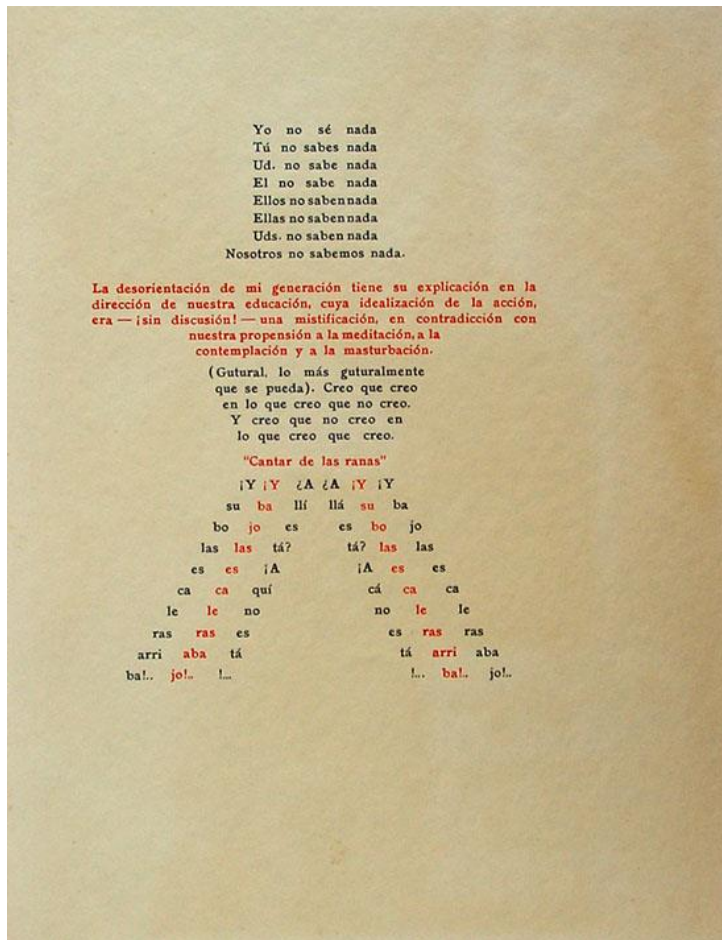 Yo no sé nada
Tú no sabes nada
Ud. no sabe nada
El no sabe nada
Ellos no saben nada
Ellas no saben nada
Uds. no saben nada
Nosotros no sabemos nada.
La desorientación de mi generación tiene su explicación en la
dirección de nuestra educación, cuya idealización de la acción,
era — ¡sin discusión! — una mistificación, en contradicción con
nuestra propensión a la meditación, a la
contemplación y a la masturbación.
(Gutural, lo más guturalmente
que se pueda). Creo que creo
en lo que creo que no creo.
Y creo que no creo en
lo que creo que creo.
"Cantar de las ranas"
¡Y ¡Y ¿A ¿A ¡Y ¡Y
su ba llí llá su ba
bo jo es es bo jo
las las tá? tá? las las
es es ¡A ¡A es es
ca ca quí cá ca ca
le le no no le le
ras ras es es ras ras
arri aba tá tá arri aba
ba!.. jo!.. !... !... ba!.. jo!..